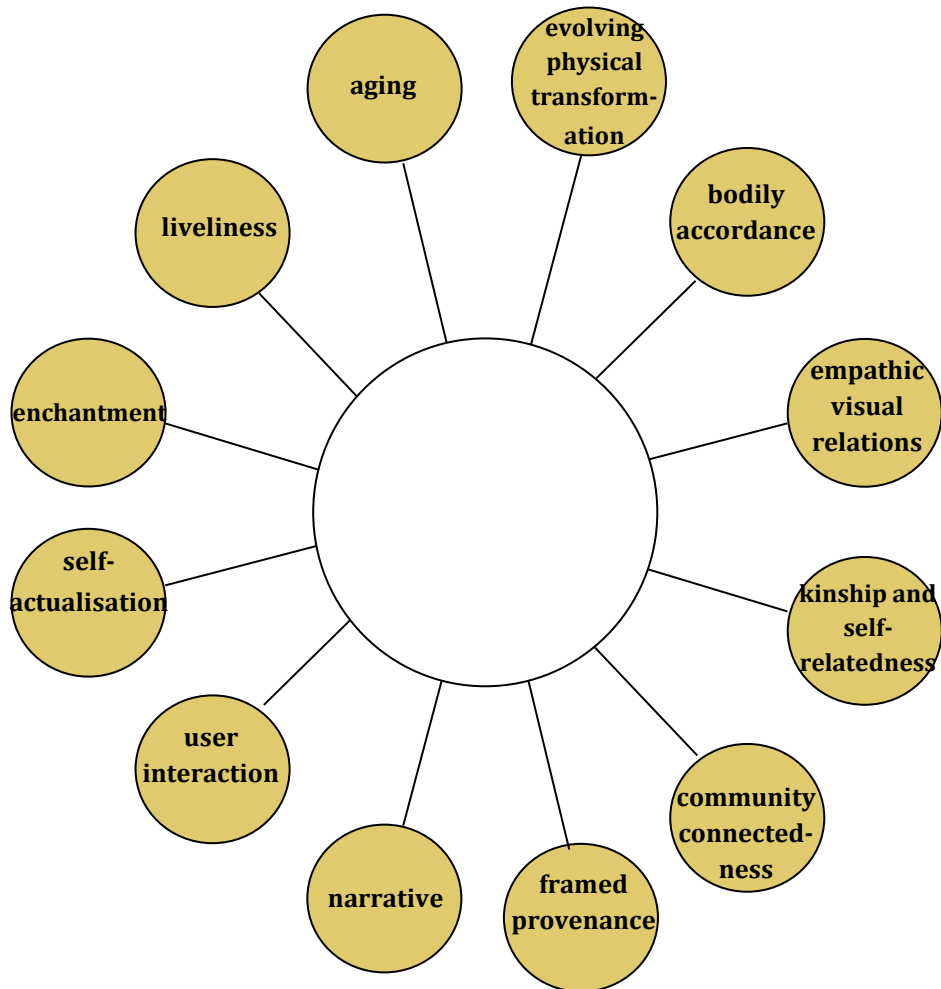 evolving
physical
transform-
ation
aging
bodily
accordance
liveliness
empathic
visual
relations
enchantment
self-
actualisation
kinship and
self-
relatedness
user
interaction
community
connected-
ness
narrative
framed
provenance